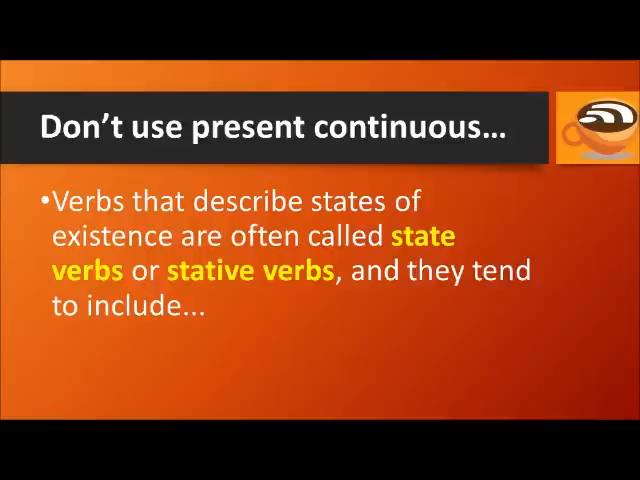 Don't use present continuous…
•Verbs that describe states of
existence are often called state
verbs or stative verbs, and they tend
to include...